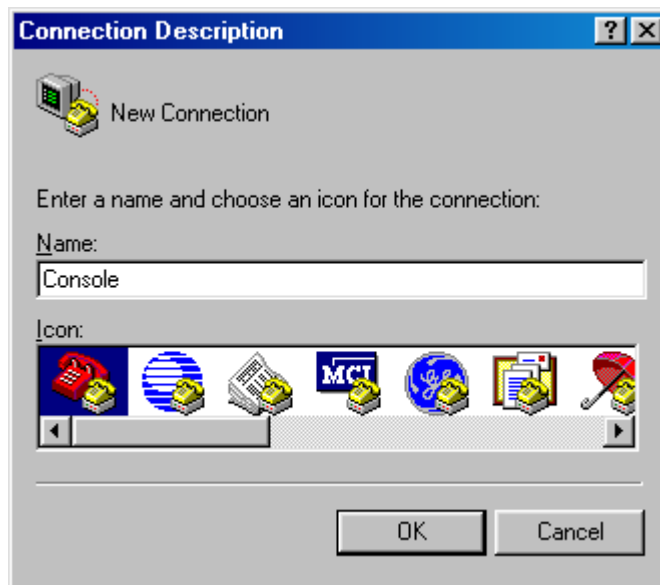 Connection Description
New Connection
Enter a name and choose an icon for the connection:
Name:
Console
Icon:
MCI
OK Cancel